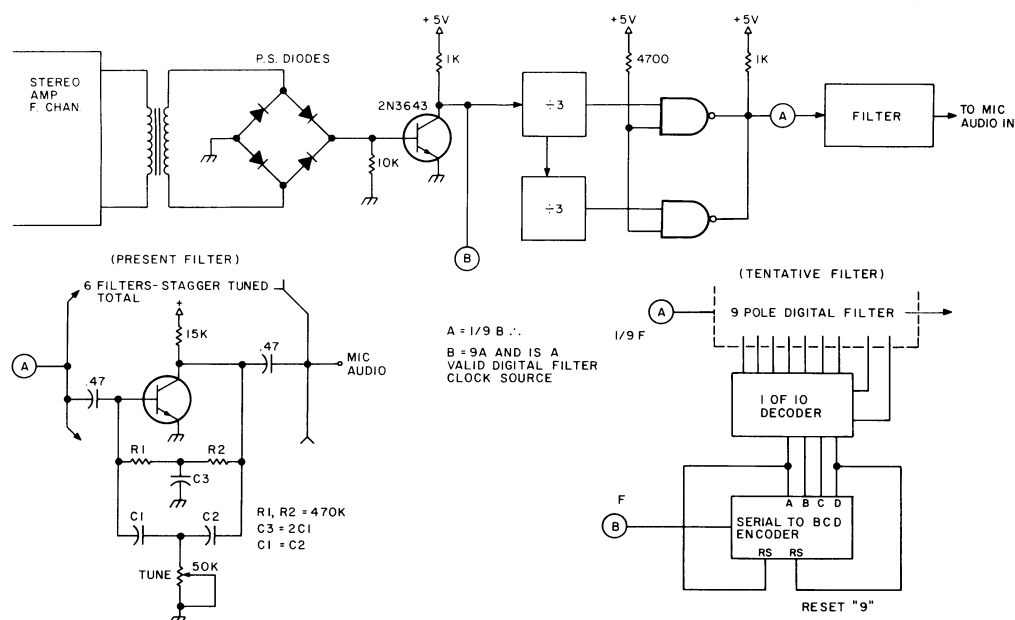 +5V
+5V
+5V
STEREO
AMP
F. CHAN.
P.S. DIODES
1K
4700
1K
2N3643
÷3
A
FILTER
TO MIC
AUDIO IN
10K
÷3
B
(PRESENT FILTER)
6 FILTERS-STAGGER TUNED
TOTAL
+
15K
.47
A
MIC
AUDIO
.47
R1
R2
C3
C1
C2
R1, R2 = 470K
C3 = 2C1
C1 = C2
TUNE
50K
A = 1/9 B ∴
B = 9A AND IS A
VALID DIGITAL FILTER
CLOCK SOURCE
(TENTATIVE FILTER)
A
1/9 F
9 POLE DIGITAL FILTER
1 OF 10
DECODER
A B C D
F
B
SERIAL TO BCD
ENCODER
RS RS
RESET "9"